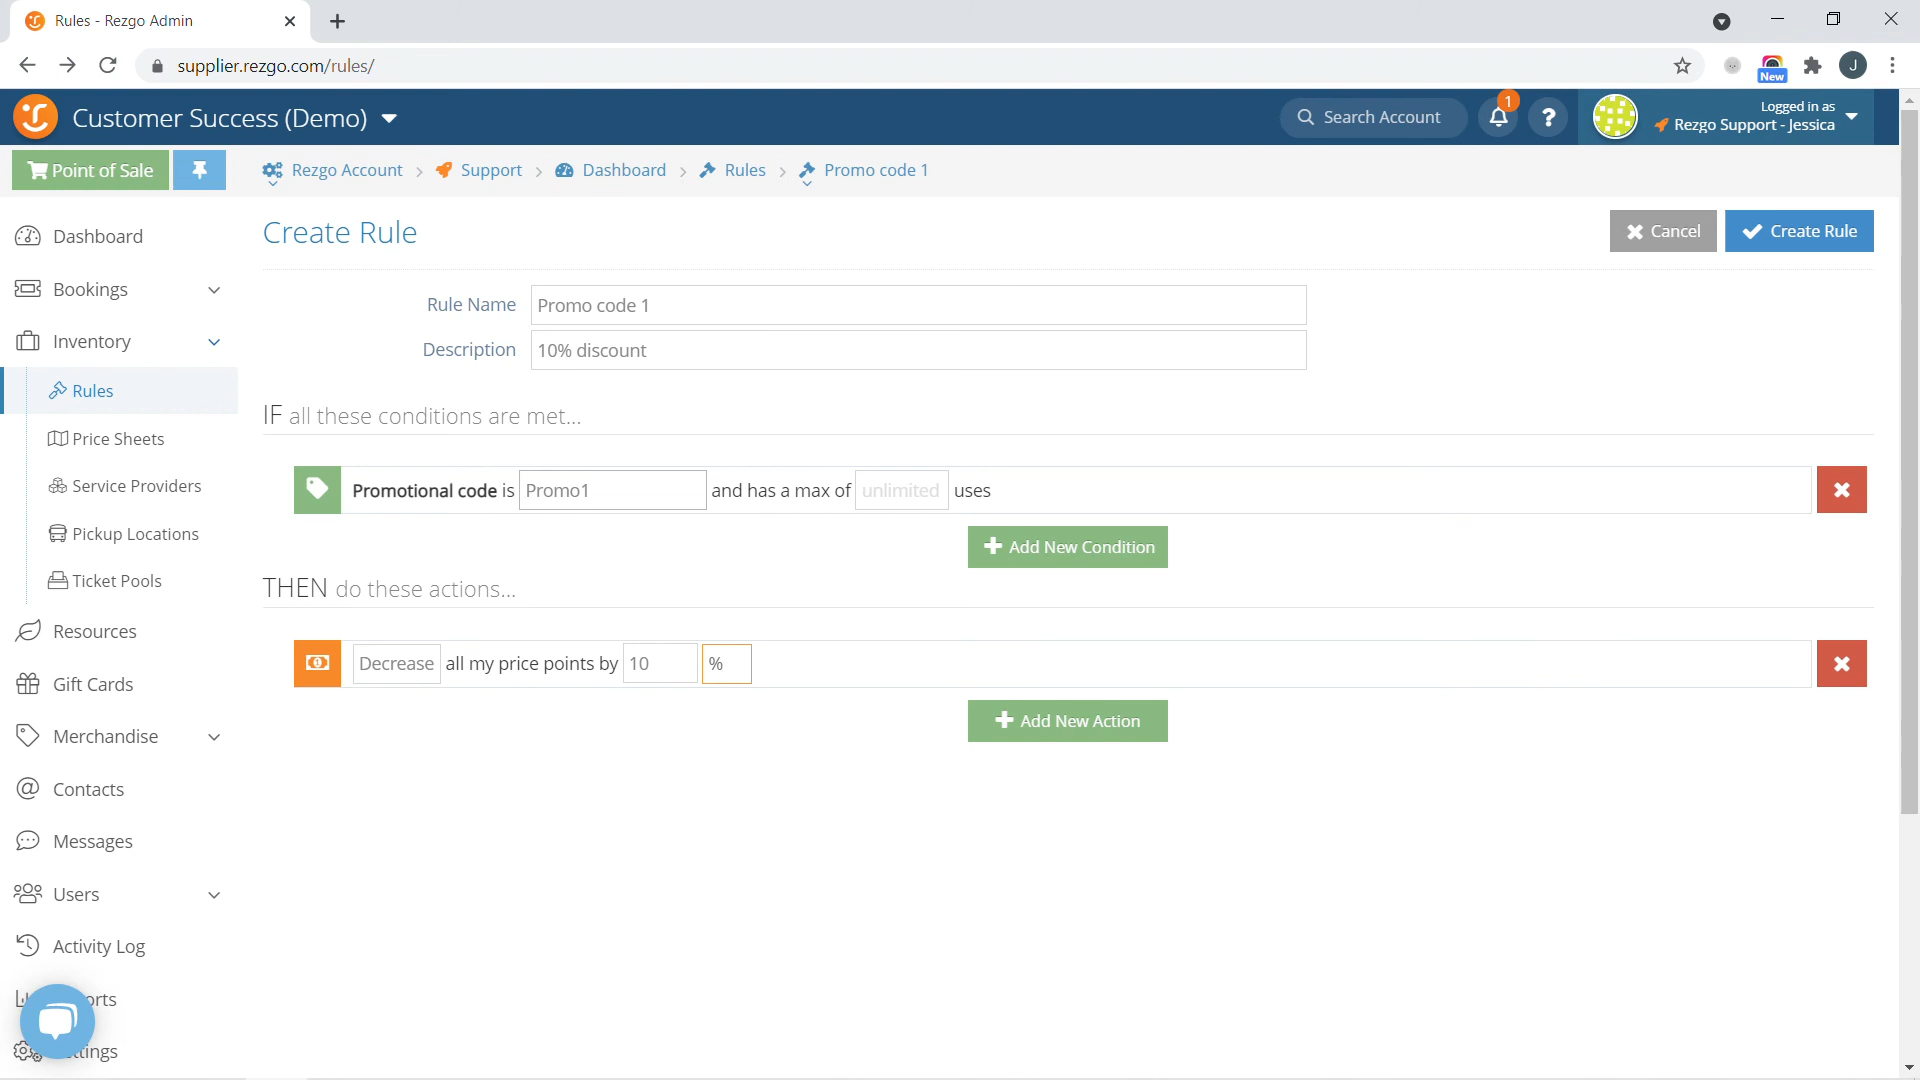 Rules - Rezgo Admin
supplier.rezgo.com/rules/
New
J
Customer Success (Demo)
Search Account
1
?
Logged in as
Rezgo Support - Jessica
Point of Sale
Rezgo Account > Support > Dashboard > Rules > Promo code 1
Dashboard
Bookings
Inventory
Rules
Price Sheets
Service Providers
Pickup Locations
Ticket Pools
Resources
Gift Cards
Merchandise
Contacts
Messages
Users
Activity Log
orts
ings
Create Rule
Cancel
Create Rule
Rule Name Promo code 1
Description 10% discount
IF all these conditions are met...
Promotional code is Promo1 and has a max of unlimited uses
Add New Condition
THEN do these actions...
Decrease all my price points by 10 %
Add New Action